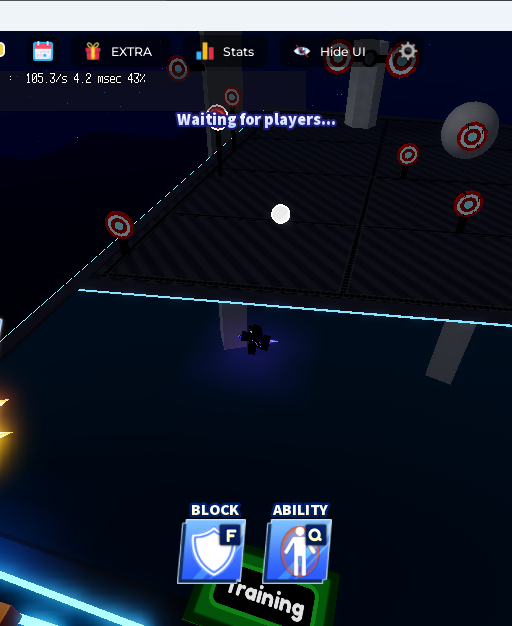 EXTRA
Stats
Hide UI
: 105.3/s 4.2 msec 43%
Waiting for players...
BLOCK
ABILITY
F
Q
Training